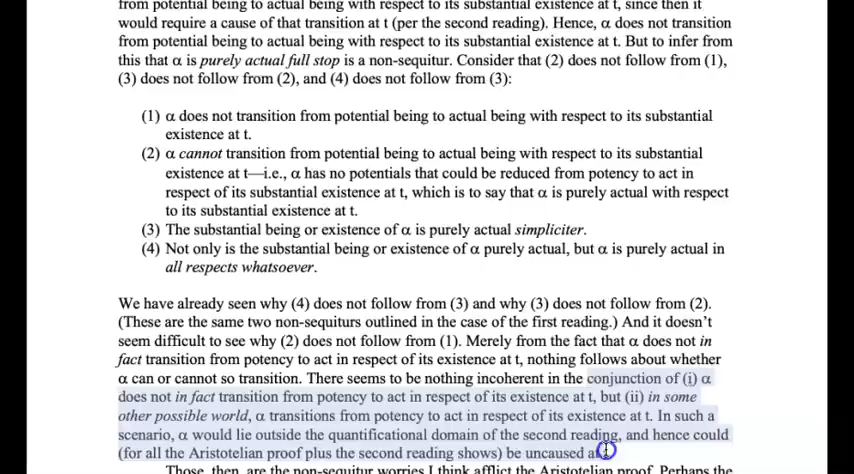 from potential being to actual being with respect to its substantial existence at t, since then it
would require a cause of that transition at t (per the second reading). Hence, α does not transition
from potential being to actual being with respect to its substantial existence at t. But to infer from
this that α is purely actual full stop is a non-sequitur. Consider that (2) does not follow from (1),
(3) does not follow from (2), and (4) does not follow from (3):
(1) α does not transition from potential being to actual being with respect to its substantial
existence at t.
(2) α cannot transition from potential being to actual being with respect to its substantial
existence at t—i.e., α has no potentials that could be reduced from potency to act in
respect of its substantial existence at t, which is to say that α is purely actual with respect
to its substantial existence at t.
(3) The substantial being or existence of α is purely actual simpliciter.
(4) Not only is the substantial being or existence of α purely actual, but α is purely actual in
all respects whatsoever.
We have already seen why (4) does not follow from (3) and why (3) does not follow from (2).
(These are the same two non-sequiturs outlined in the case of the first reading.) And it doesn’t
seem difficult to see why (2) does not follow from (1). Merely from the fact that α does not in
fact transition from potency to act in respect of its existence at t, nothing follows about whether
α can or cannot so transition. There seems to be nothing incoherent in the conjunction of (i) α
does not in fact transition from potency to act in respect of its existence at t, but (ii) in some
other possible world, α transitions from potency to act in respect of its existence at t. In such a
scenario, α would lie outside the quantificational domain of the second reading, and hence could
(for all the Aristotelian proof plus the second reading shows) be uncaused
Those, then, are the non-sequitur worries I think afflict the Aristotelian proof. Perhaps the